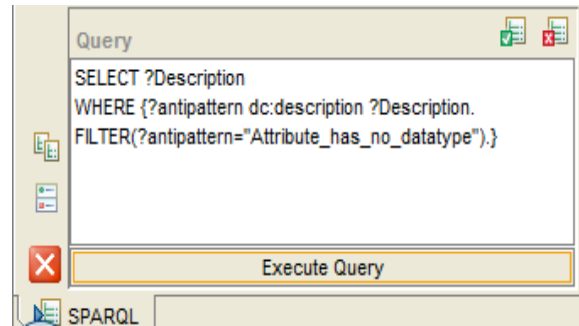 Query
SELECT ?Description
WHERE {?antipattern dc:description ?Description.
FILTER(?antipattern="Attribute_has_no_datatype").}
Execute Query
SPARQL